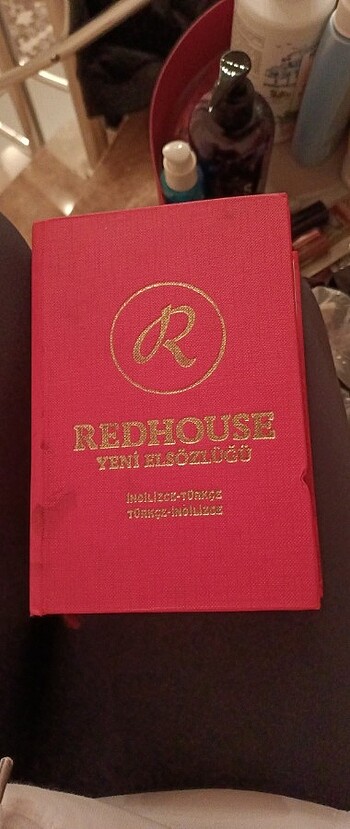 R
REDHOUSE
YENİ ELSÖZLÜĞÜ
İNGİLİZCE-TÜRKÇE
TÜRKÇE-İNGİLİZCE